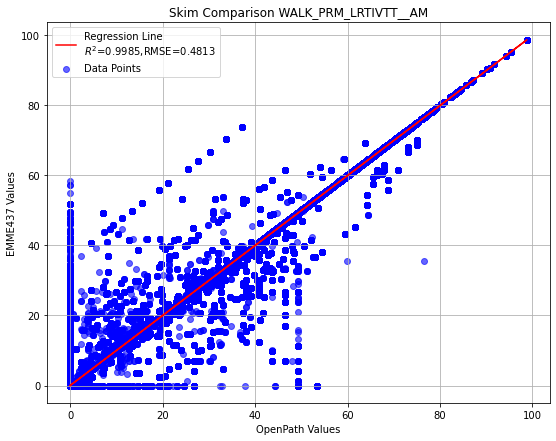 Skim Comparison WALK_PRM_LRTIVTT__AM
Regression Line
R²=0.9985,RMSE=0.4813
Data Points
100
80
60
40
20
0
EMME437 Values
0 20 40 60 80 100
OpenPath Values